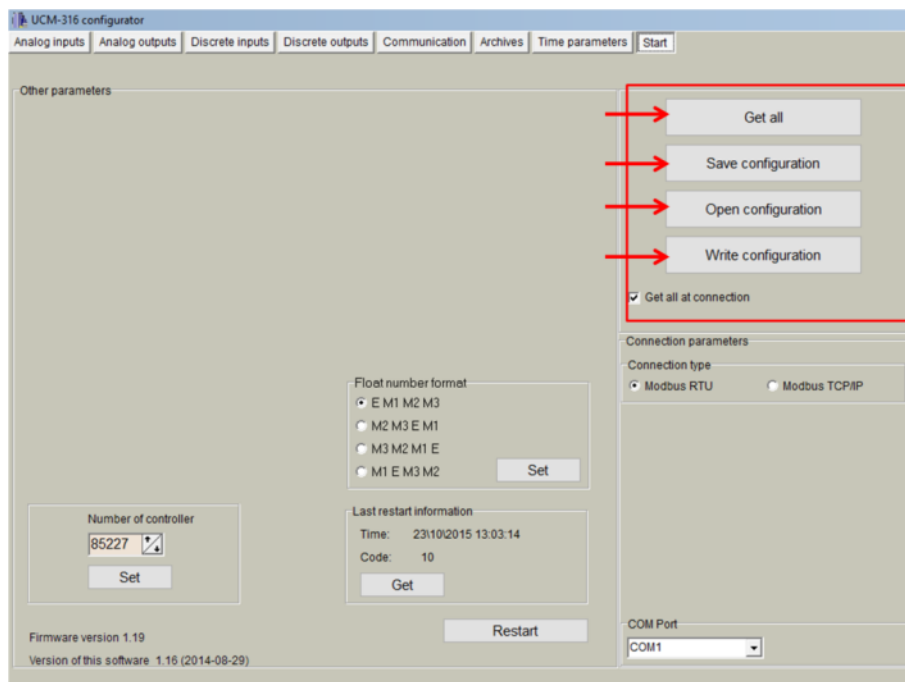 UCM-316 configurator
Analog inputs Analog outputs Discrete inputs Discrete outputs Communication Archives Time parameters Start
Other parameters
Get all
Save configuration
Open configuration
Write configuration
Get all at connection
Connection parameters
Connection type
Modbus RTU Modbus TCP/IP
Float number format
E M1 M2 M3
M2 M3 E M1
M3 M2 M1 E
M1 E M3 M2
Set
Number of controller
85227
Set
Last restart information
Time: 23\10\2015 13:03:14
Code: 10
Get
Restart
COM Port
COM1
Firmware version 1.19
Version of this software 1.16 (2014-08-29)